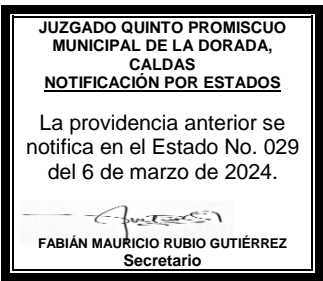 JUZGADO QUINTO PROMISCUO
MUNICIPAL DE LA DORADA,
CALDAS
NOTIFICACIÓN POR ESTADOS
La providencia anterior se
notifica en el Estado No. 029
del 6 de marzo de 2024.
FABIÁN MAURICIO RUBIO GUTIÉRREZ
Secretario